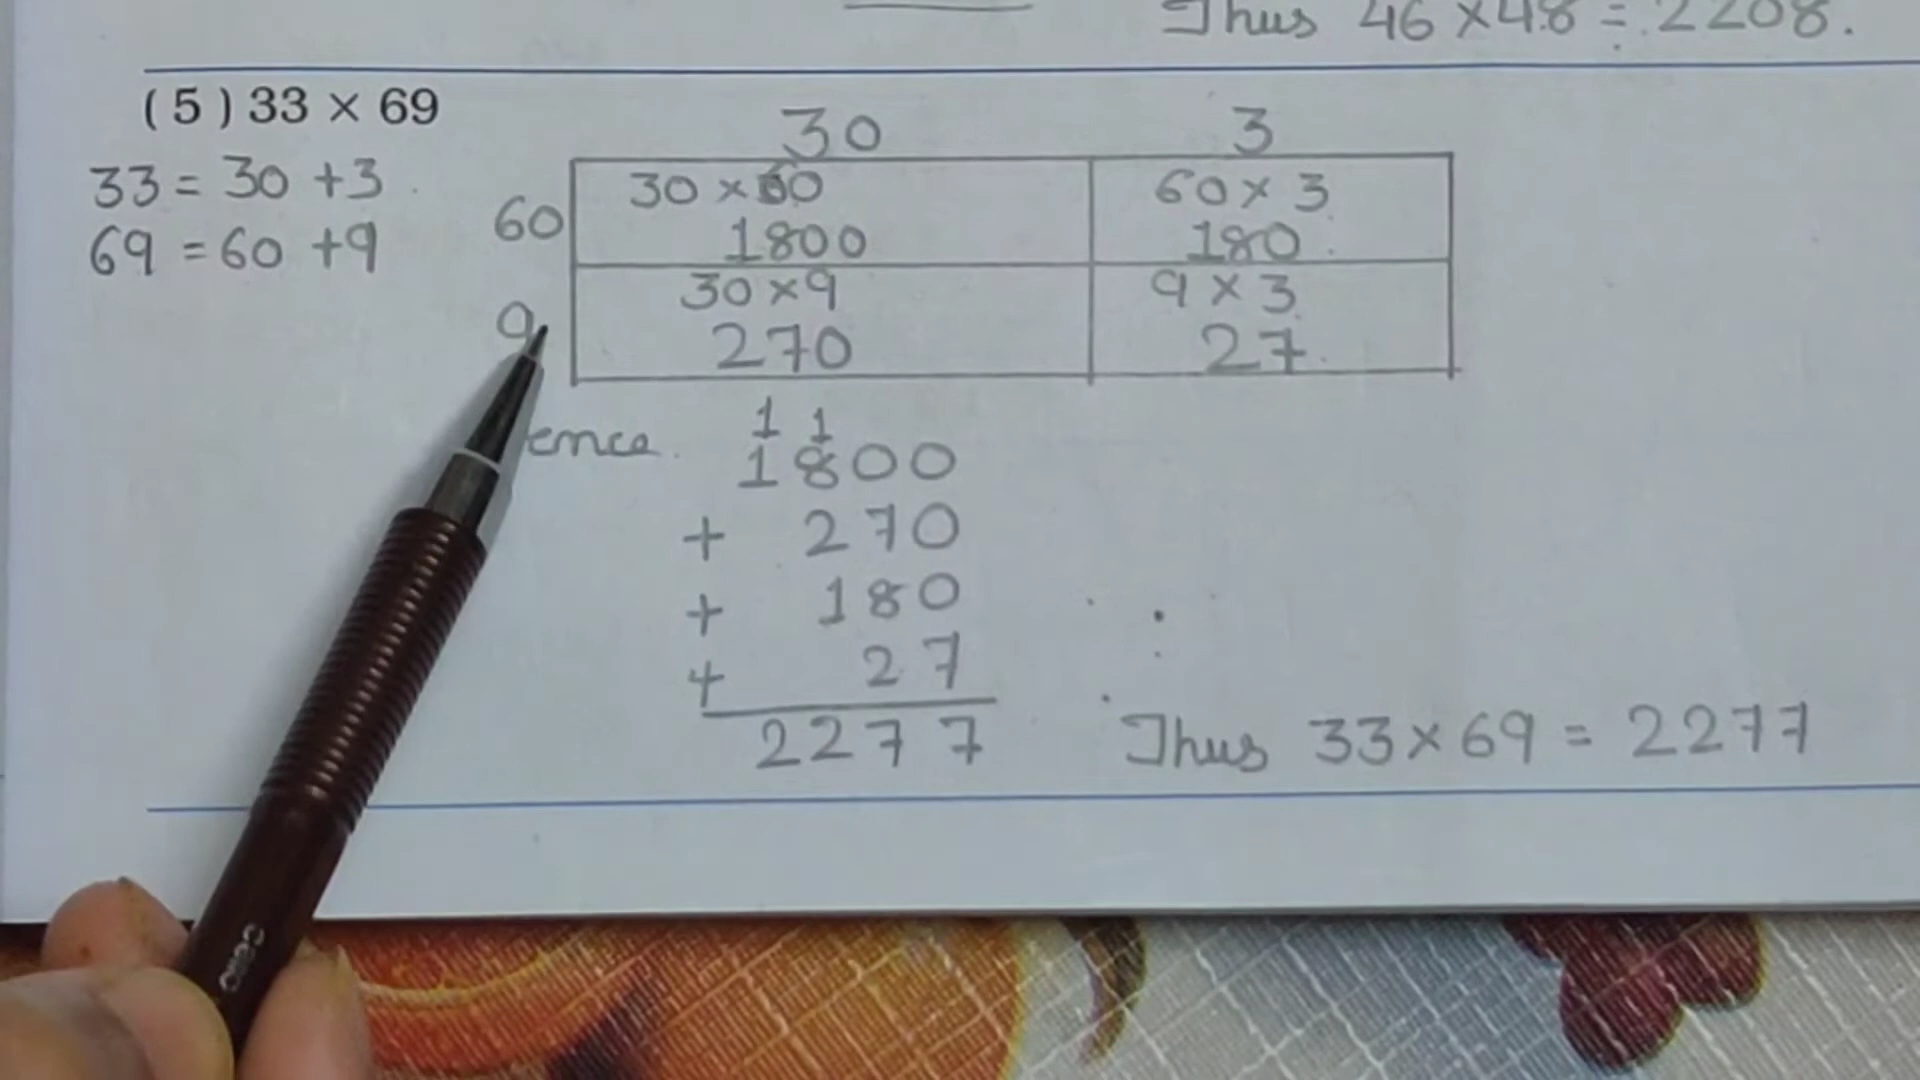 Thus 46 × 48 = 2208.
(5) 33 × 69
33 = 30 + 3
69 = 60 + 9
30 3
60 30 × 60 60 × 3
1800 180
9 30 × 9 9 × 3
270 27
ence
1 1
1800
+ 270
+ 180
+ 27
2277
Thus 33 × 69 = 2277